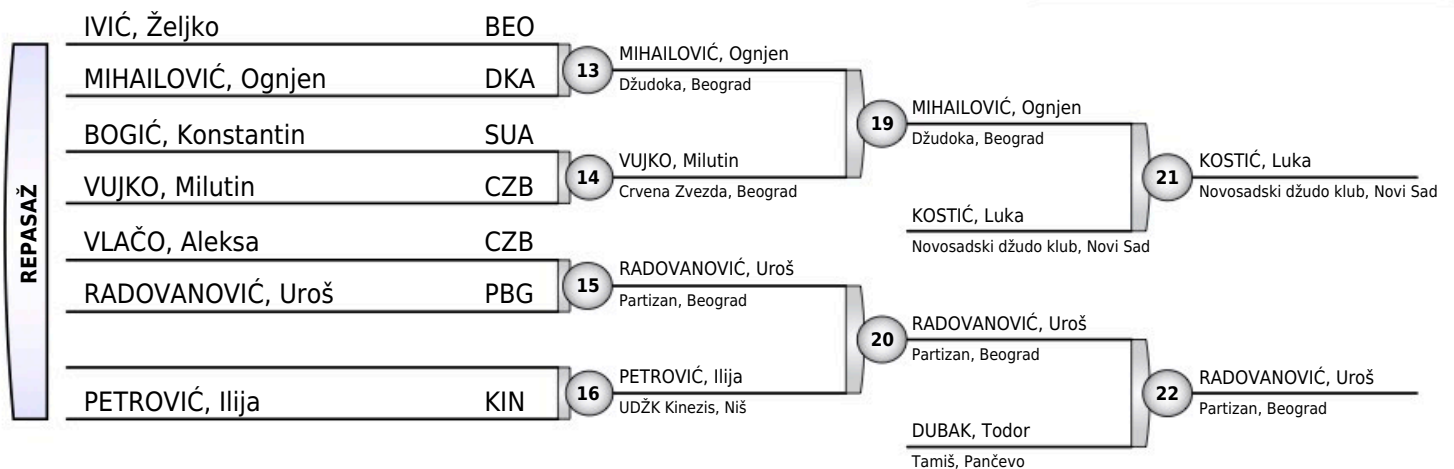 REPASAŽ
IVIĆ, Željko BEO
MIHAILOVIĆ, Ognjen DKA
BOGIĆ, Konstantin SUA
VUJKO, Milutin CZB
VLAČO, Aleksa CZB
RADOVANOVIĆ, Uroš PBG
PETROVIĆ, Ilija KIN
13
MIHAILOVIĆ, Ognjen
Džudoka, Beograd
14
VUJKO, Milutin
Crvena Zvezda, Beograd
15
RADOVANOVIĆ, Uroš
Partizan, Beograd
16
PETROVIĆ, Ilija
UDŽK Kinezis, Niš
19
MIHAILOVIĆ, Ognjen
Džudoka, Beograd
KOSTIĆ, Luka
Novosadski džudo klub, Novi Sad
20
RADOVANOVIĆ, Uroš
Partizan, Beograd
DUBAK, Todor
Tamiš, Pančevo
21
KOSTIĆ, Luka
Novosadski džudo klub, Novi Sad
22
RADOVANOVIĆ, Uroš
Partizan, Beograd